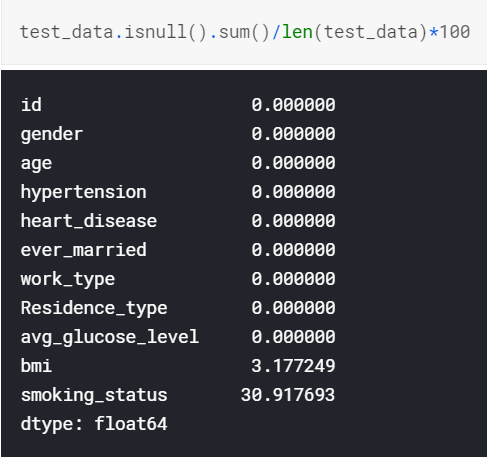 test_data.isnull().sum()/len(test_data)*100
id 0.000000
gender 0.000000
age 0.000000
hypertension 0.000000
heart_disease 0.000000
ever_married 0.000000
work_type 0.000000
Residence_type 0.000000
avg_glucose_level 0.000000
bmi 3.177249
smoking_status 30.917693
dtype: float64